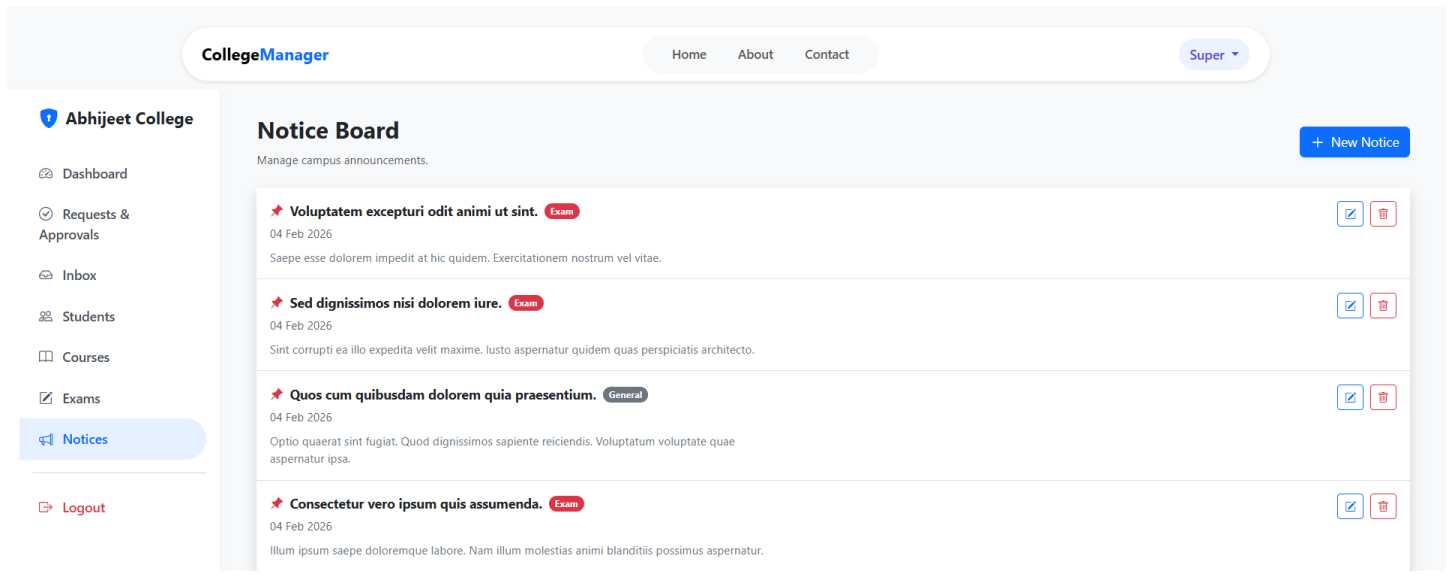 CollegeManager
Home
About
Contact
Super
Abhijeet College
Dashboard
Requests &
Approvals
Inbox
Students
Courses
Exams
Notices
Logout
Notice Board
Manage campus announcements.
+ New Notice
Voluptatem excepturi odit animi ut sint. Exam
04 Feb 2026
Saepe esse dolorem impedit at hic quidem. Exercitationem nostrum vel vitae.
Sed dignissimos nisi dolorem iure. Exam
04 Feb 2026
Sint corrupti ea illo expedita velit maxime. Iusto aspernatur quidem quas perspiciatis architecto.
Quos cum quibusdam dolorem quia praesentium. General
04 Feb 2026
Optio quaerat sint fugiat. Quod dignissimos sapiente reiciendis. Voluptatum voluptate quae
aspernatur ipsa.
Consectetur vero ipsum quis assumenda. Exam
04 Feb 2026
Illum ipsum saepe doloremque labore. Nam illum molestias animi blanditiis possimus aspernatur.